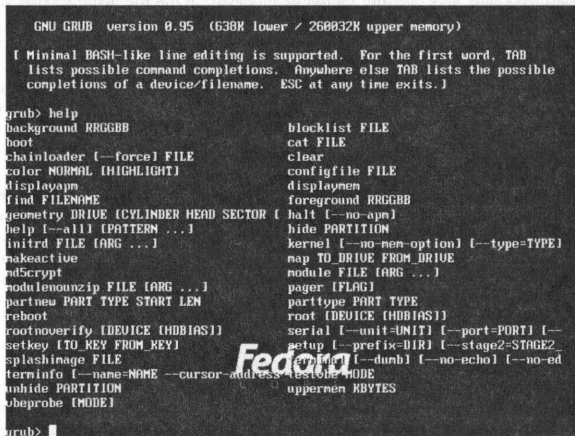 GNU GRUB version 0.95 (638K lower / 260032K upper memory)
[ Minimal BASH-like line editing is supported. For the first word, TAB
lists possible command completions. Anywhere else TAB lists the possible
completions of a device/filename. ESC at any time exits.]
grub> help
background RRGGBB blocklist FILE
boot cat FILE
chainloader [--force] FILE clear
color NORMAL [HIGHLIGHT] configfile FILE
displayapm displaymem
find FILENAME foreground RRGGBB
geometry DRIVE [CYLINDER HEAD SECTOR [ halt [--no-apm]
help [--all] [PATTERN ...] hide PARTITION
initrd FILE [ARG ...] kernel [--no-mem-option] [--type=TYPE]
makeactive map TO_DRIVE FROM_DRIVE
md5crypt module FILE [ARG ...]
modulenounzip FILE [ARG ...] pager [FLAG]
partnew PART TYPE START LEN parttype PART TYPE
reboot root [DEVICE [HDBIAS]]
rootnoverify [DEVICE [HDBIAS]] serial [--unit=UNIT] [--port=PORT] [--
setkey [TO_KEY FROM_KEY] setup [--prefix=DIR] [--stage2=STAGE2_
splashimage FILE [--dumb] [--no-echo] [--no-ed
terminfo [--name=NAME --cursor-address testvbe MODE
unhide PARTITION uppermem KBYTES
vbeprobe [MODE]
Fedora
grub>